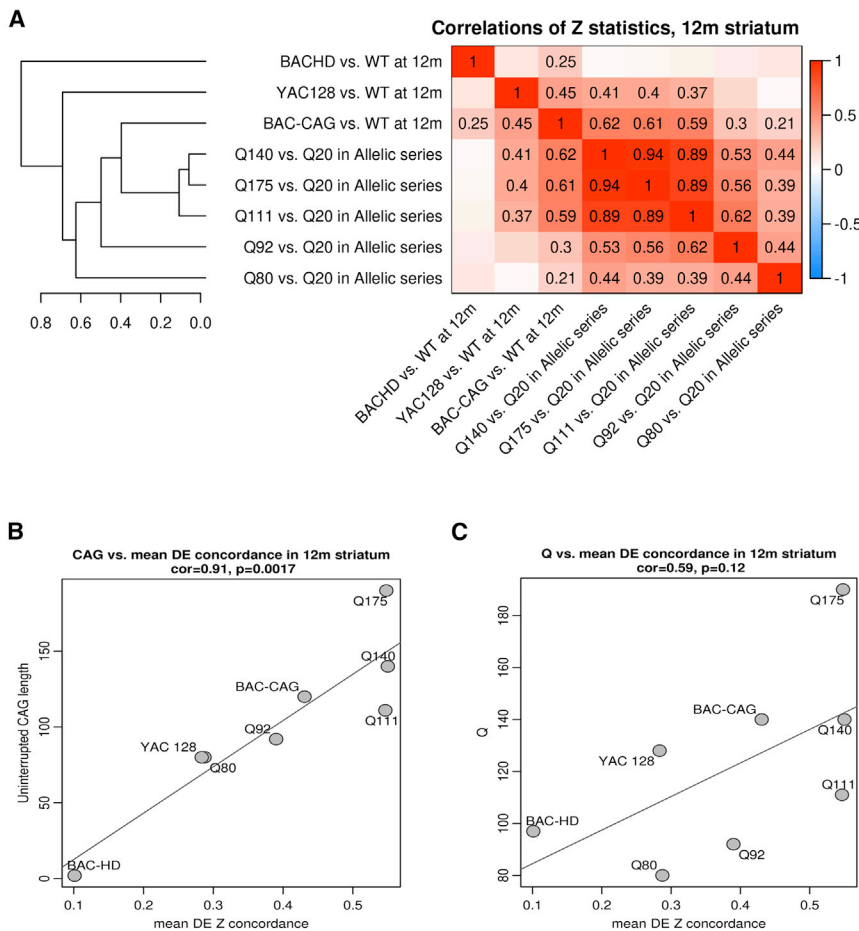 A
Correlations of Z statistics, 12m striatum
BACHD vs. WT at 12m
YAC128 vs. WT at 12m
BAC-CAG vs. WT at 12m
Q140 vs. Q20 in Allelic series
Q175 vs. Q20 in Allelic series
Q111 vs. Q20 in Allelic series
Q92 vs. Q20 in Allelic series
Q80 vs. Q20 in Allelic series
0.8 0.6 0.4 0.2 0.0
1 0.25
1 0.45 0.41 0.4 0.37
0.25 0.45 1 0.62 0.61 0.59 0.3 0.21
0.41 0.62 1 0.94 0.89 0.53 0.44
0.4 0.61 0.94 1 0.89 0.56 0.39
0.37 0.59 0.89 0.89 1 0.62 0.39
0.3 0.53 0.56 0.62 1 0.44
0.21 0.44 0.39 0.39 0.44 1
1
0.5
0
-0.5
-1
BACHD vs. WT at 12m
YAC128 vs. WT at 12m
BAC-CAG vs. WT at 12m
Q140 vs. Q20 in Allelic series
Q175 vs. Q20 in Allelic series
Q111 vs. Q20 in Allelic series
Q92 vs. Q20 in Allelic series
Q80 vs. Q20 in Allelic series
B
CAG vs. mean DE concordance in 12m striatum
cor=0.91, p=0.0017
Uninterrupted CAG length
150
100
50
0
Q175
Q140
BAC-CAG
Q111
Q92
YAC 128
Q80
BAC-HD
0.1 0.2 0.3 0.4 0.5
mean DE Z concordance
C
Q vs. mean DE concordance in 12m striatum
cor=0.59, p=0.12
Q
180
160
140
120
100
80
Q175
BAC-CAG
Q140
YAC 128
Q111
BAC-HD
Q92
Q80
0.1 0.2 0.3 0.4 0.5
mean DE Z concordance